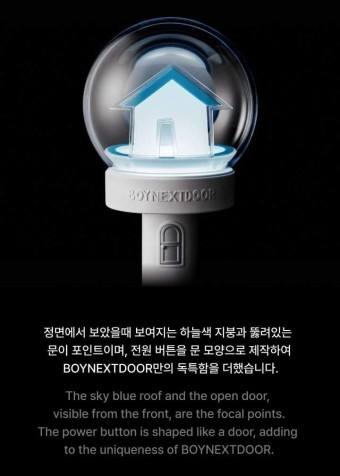 BOYNEXTDOOR
정면에서 보았을때 보여지는 하늘색 지붕과 뚫려있는
문이 포인트이며, 전원 버튼을 문 모양으로 제작하여
BOYNEXTDOOR만의 독특함을 더했습니다.
The sky blue roof and the open door,
visible from the front, are the focal points.
The power button is shaped like a door, adding
to the uniqueness of BOYNEXTDOOR.